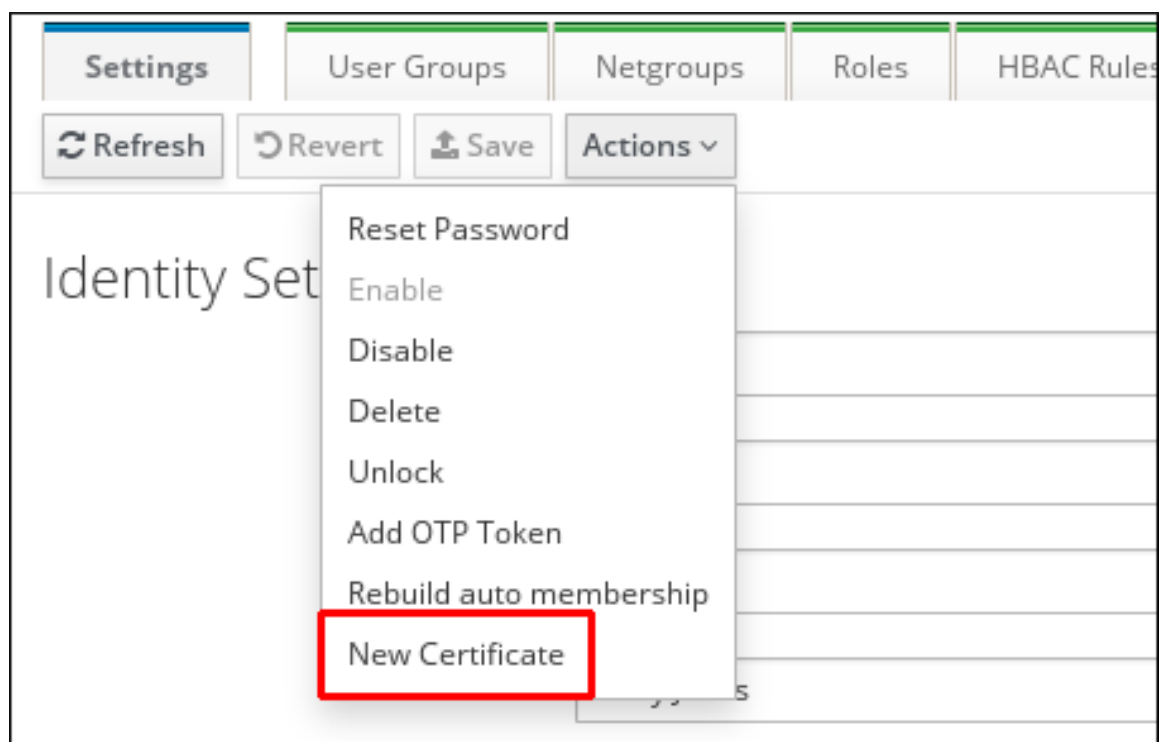 Settings User Groups Netgroups Roles HBAC Rules
Refresh Revert Save Actions
Reset Password
Identity Set
Enable
Disable
Delete
Unlock
Add OTP Token
Rebuild auto membership
New Certificate